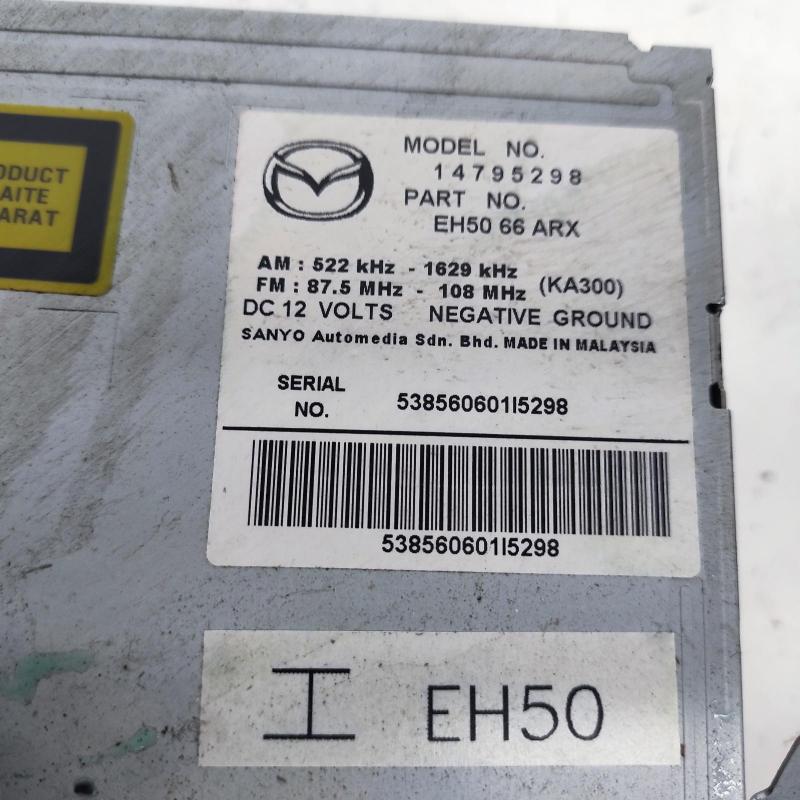 PRODUCT
ARAT
MODEL NO.
14795298
PART NO.
EH50 66 ARX
AM : 522 kHz - 1629 kHz
FM : 87.5 MHz - 108 MHz (KA300)
DC 12 VOLTS NEGATIVE GROUND
SANYO Automedia Sdn. Bhd. MADE IN MALAYSIA
SERIAL
NO. 538560601I5298
538560601I5298
I EH50